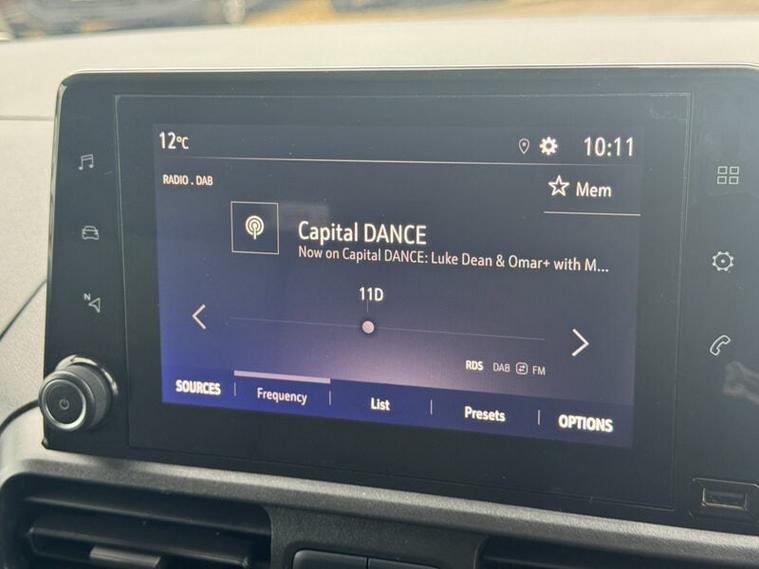 12°C
10:11
RADIO . DAB
Mem
Capital DANCE
Now on Capital DANCE: Luke Dean & Omar+ with M...
11D
RDS DAB FM
SOURCES
Frequency
List
Presets
OPTIONS
N